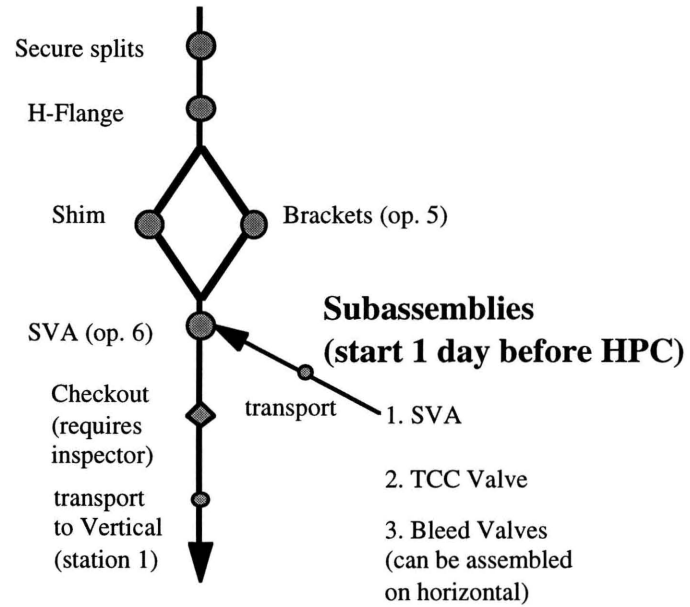 Secure splits
H-Flange
Shim
Brackets (op. 5)
SVA (op. 6)
Subassemblies
(start 1 day before HPC)
Checkout
(requires
inspector)
transport
1. SVA
2. TCC Valve
transport
to Vertical
(station 1)
3. Bleed Valves
(can be assembled
on horizontal)